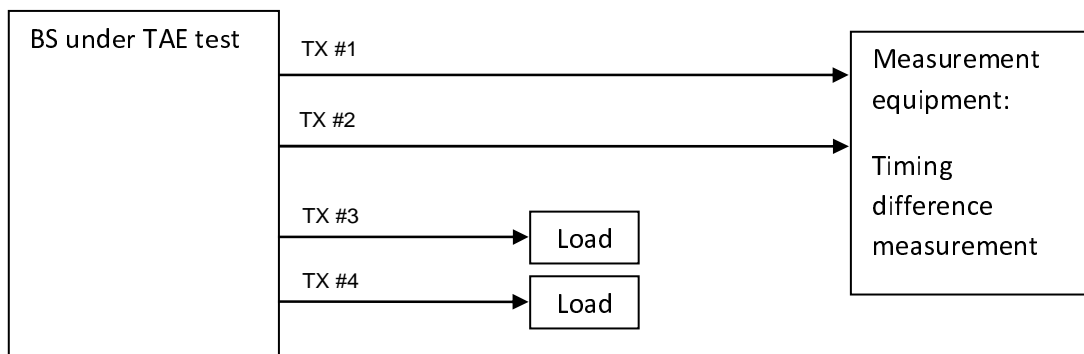 BS under TAE test
TX #1
TX #2
TX #3
TX #4
Load
Load
Measurement
equipment:
Timing
difference
measurement